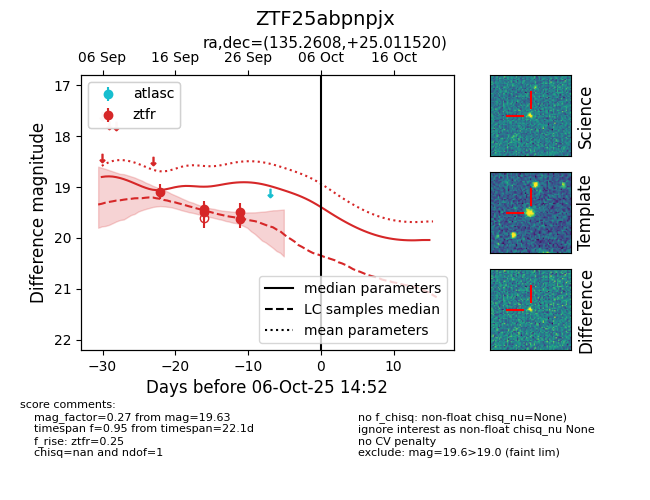 ZTF25abpnpjx
ra,dec=(135.2608,+25.011520)
06 Sep 16 Sep 26 Sep 06 Oct 16 Oct
atlasc
ztfr
17
18
19
20
21
22
Difference magnitude
median parameters
LC samples median
mean parameters
−30 −20 −10 0 10
Days before 06-Oct-25 14:52
Science
Template
Difference
score comments:
mag_factor=0.27 from mag=19.63
timespan f=0.95 from timespan=22.1d
f_rise: ztfr=0.25
chisq=nan and ndof=1
no f_chisq: non-float chisq_nu=None)
ignore interest as non-float chisq_nu None
no CV penalty
exclude: mag=19.6>19.0 (faint lim)